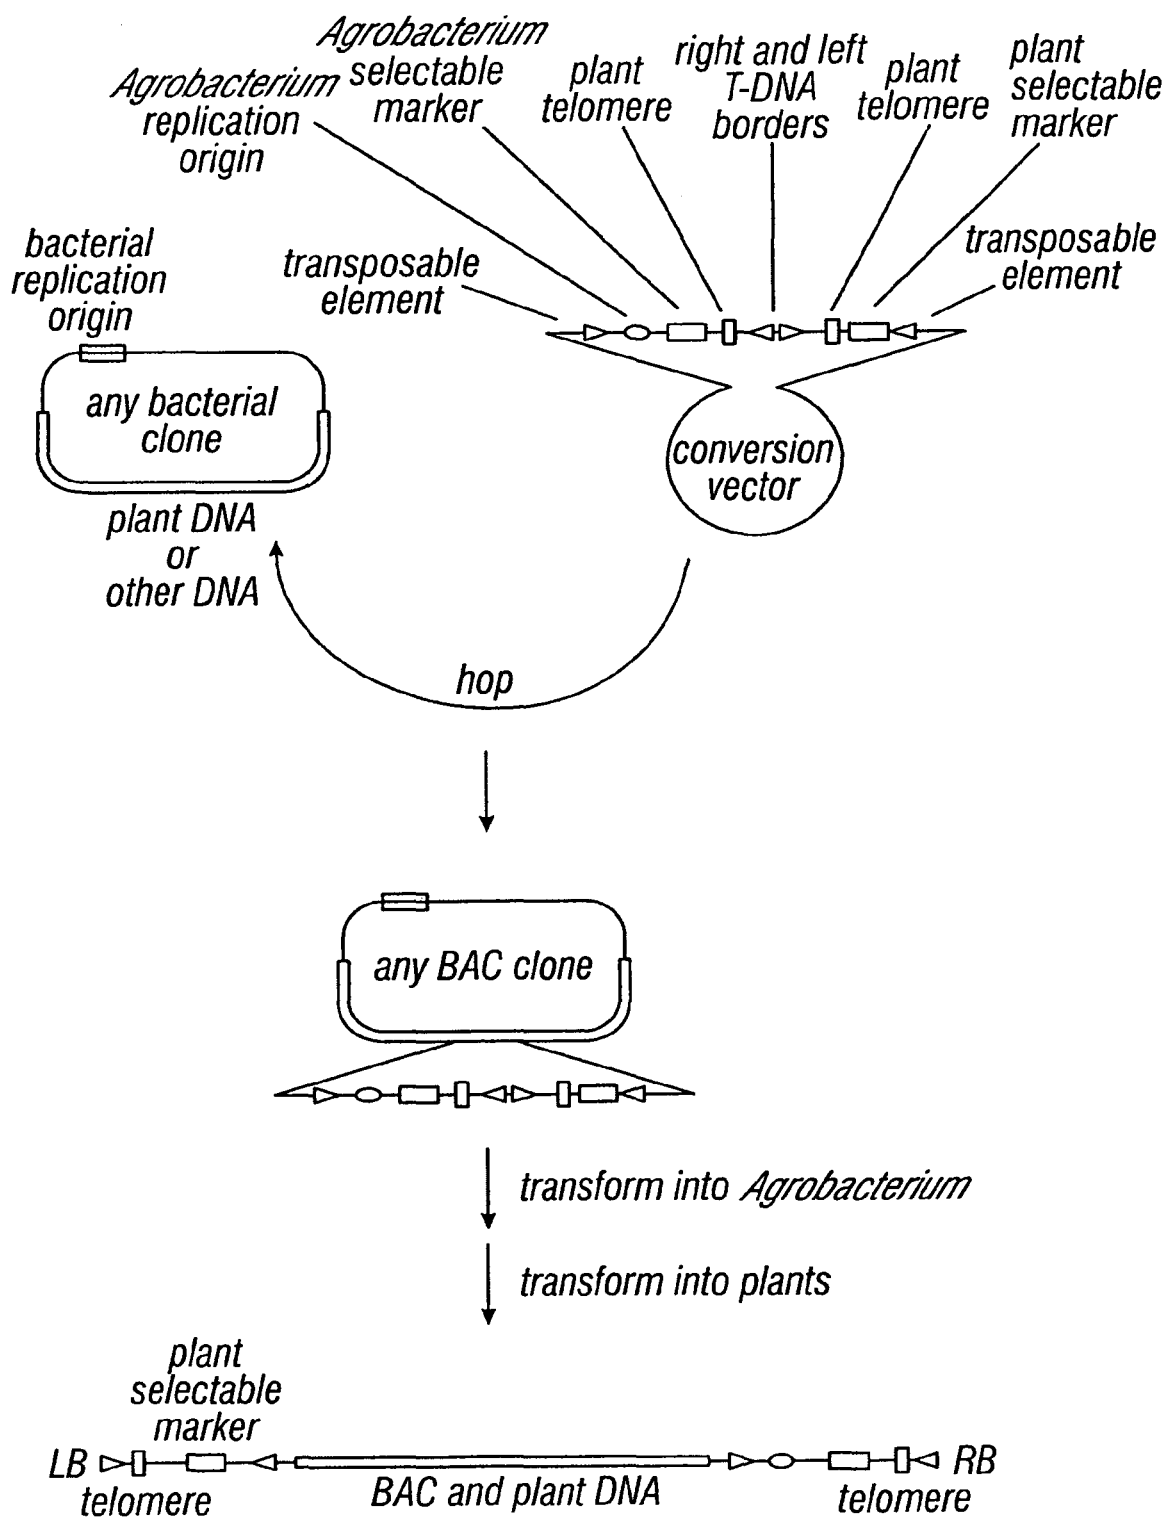 Agrobacterium
selectable
marker
Agrobacterium
replication
origin
plant
telomere
right and left
T-DNA
borders
plant
telomere
plant
selectable
marker
bacterial
replication
origin
transposable
element
transposable
element
any bacterial
clone
conversion
vector
plant DNA
or
other DNA
hop
any BAC clone
transform into Agrobacterium
transform into plants
plant
selectable
marker
LB
telomere
BAC and plant DNA
RB
telomere